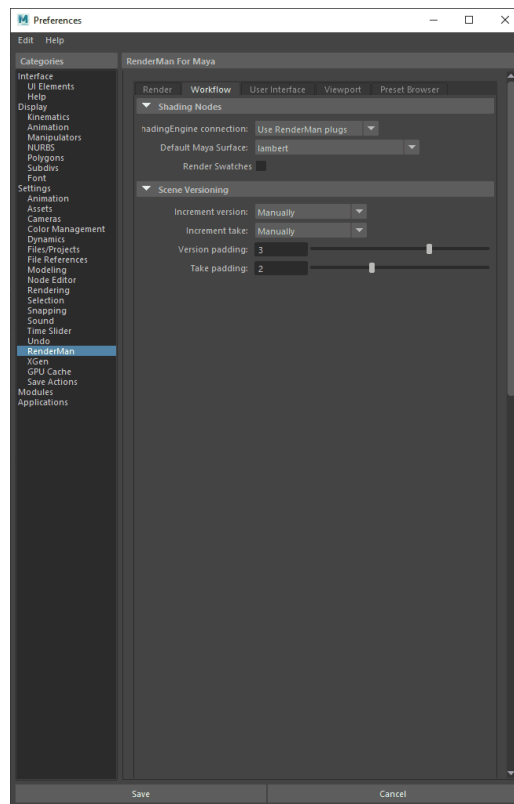 Preferences
Edit Help
Categories
Interface
UI Elements
Help
Display
Kinematics
Animation
Manipulators
NURBS
Polygons
Subdivs
Font
Settings
Animation
Assets
Cameras
Color Management
Dynamics
Files/Projects
File References
Modeling
Node Editor
Rendering
Selection
Snapping
Sound
Time Slider
Undo
RenderMan
XGen
GPU Cache
Save Actions
Modules
Applications
RenderMan For Maya
Render Workflow User Interface Viewport Preset Browser
Shading Nodes
hadingEngine connection: Use RenderMan plugs
Default Maya Surface: lambert
Render Swatches
Scene Versioning
Increment version: Manually
Increment take: Manually
Version padding: 3
Take padding: 2
Save Cancel